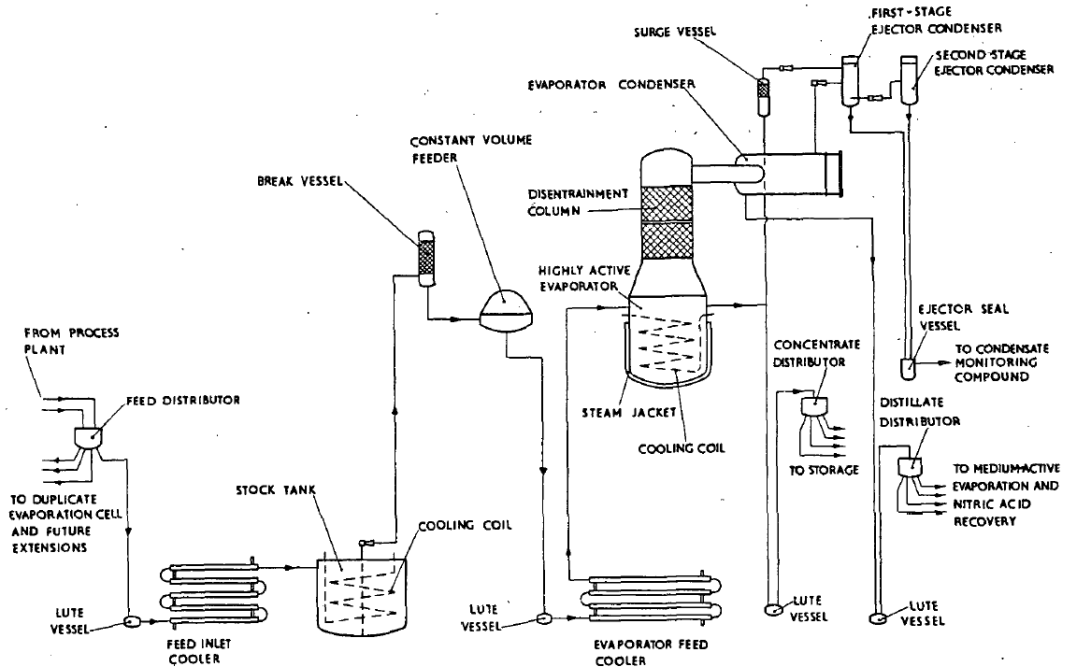 FIRST-STAGE
EJECTOR CONDENSER
SURGE VESSEL
SECOND-STAGE
EJECTOR CONDENSER
EVAPORATOR CONDENSER
CONSTANT VOLUME
FEEDER
BREAK VESSEL
DISENTRAINMENT
COLUMN
HIGHLY ACTIVE
EVAPORATOR
FROM PROCESS
PLANT
FEED DISTRIBUTOR
EJECTOR SEAL
VESSEL
TO CONDENSATE
MONITORING
COMPOUND
CONCENTRATE
DISTRIBUTOR
STEAM JACKET
COOLING COIL
DISTILLATE
DISTRIBUTOR
TO STORAGE
TO MEDIUM-ACTIVE
EVAPORATION AND
NITRIC ACID
RECOVERY
TO DUPLICATE
EVAPORATION CELL
AND FUTURE
EXTENSIONS
STOCK TANK
COOLING COIL
LUTE
VESSEL
FEED INLET
COOLER
LUTE
VESSEL
EVAPORATOR FEED
COOLER
LUTE
VESSEL
LUTE
VESSEL